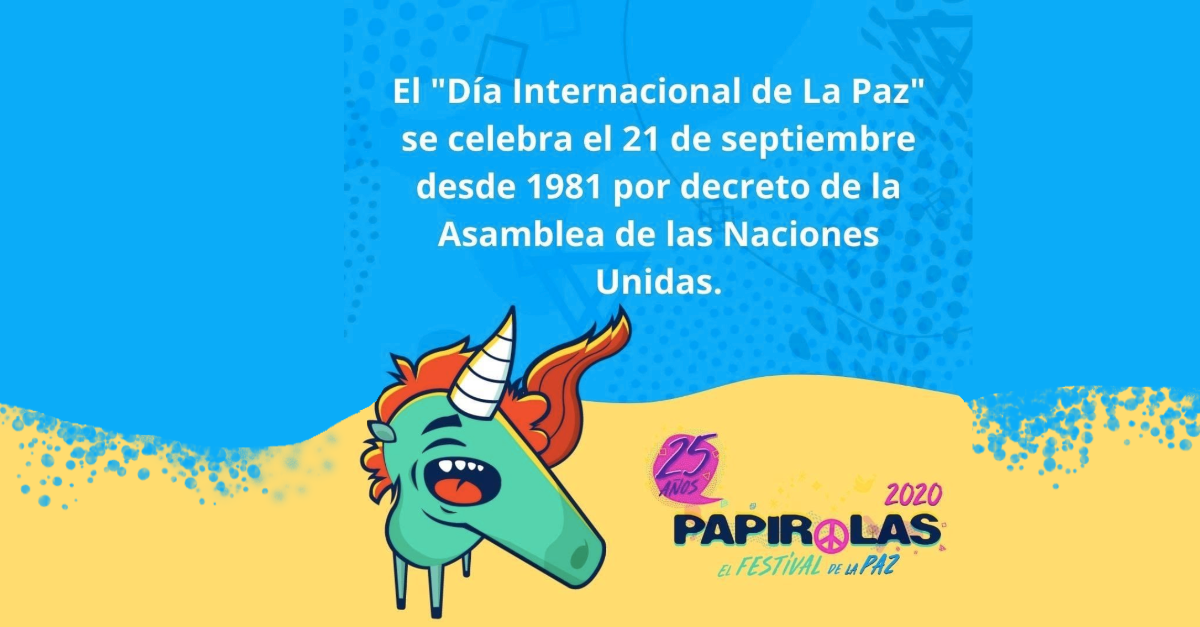 El "Día Internacional de La Paz"
se celebra el 21 de septiembre
desde 1981 por decreto de la
Asamblea de las Naciones
Unidas.
25
AÑOS
2020
PAPIROLAS
EL FESTIVAL DE LA PAZ